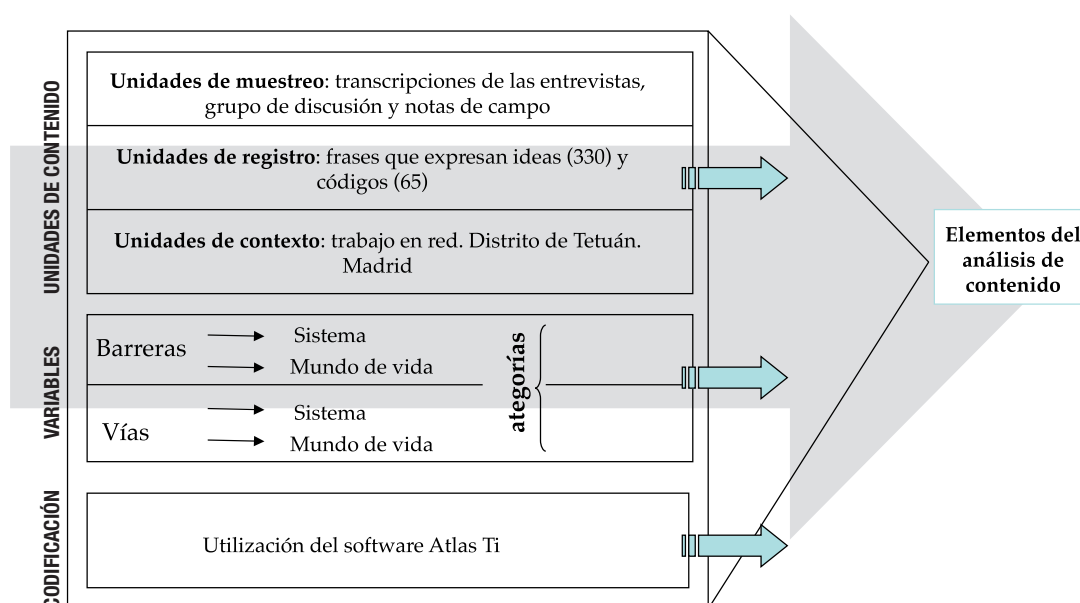 UNIDADES DE CONTENIDO
Unidades de muestreo: transcripciones de las entrevistas,
grupo de discusión y notas de campo
Unidades de registro: frases que expresan ideas (330) y
códigos (65)
Unidades de contexto: trabajo en red. Distrito de Tetuán.
Madrid
VARIABLES
Barreras
Sistema
Mundo de vida
Vías
Sistema
Mundo de vida
ategorías
CODIFICACIÓN
Utilización del software Atlas Ti
Elementos del
análisis de
contenido